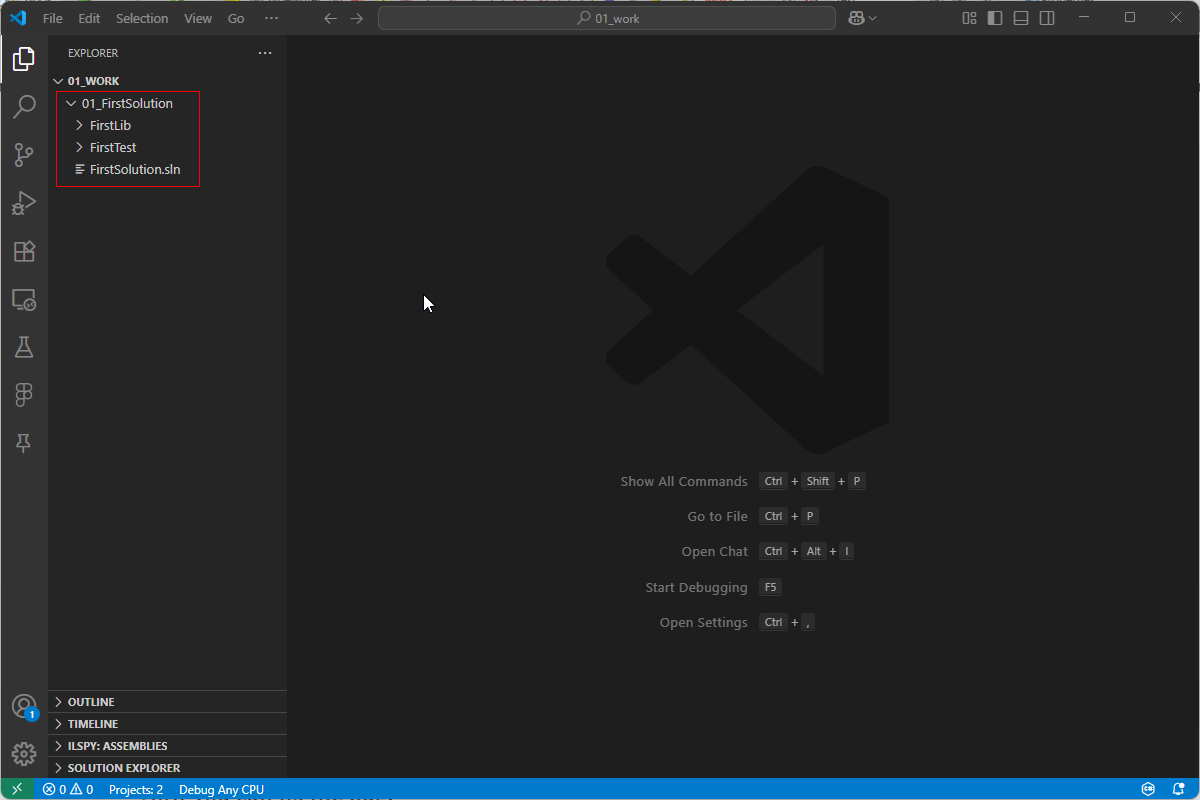 File Edit Selection View Go ··· 01_work
EXPLORER ···
01_WORK
01_FirstSolution
FirstLib
FirstTest
FirstSolution.sln
Show All Commands Ctrl + Shift + P
Go to File Ctrl + P
Open Chat Ctrl + Alt + I
Start Debugging F5
Open Settings Ctrl + ,
1
OUTLINE
TIMELINE
ILSPY: ASSEMBLIES
SOLUTION EXPLORER
0 0 Projects: 2 Debug Any CPU